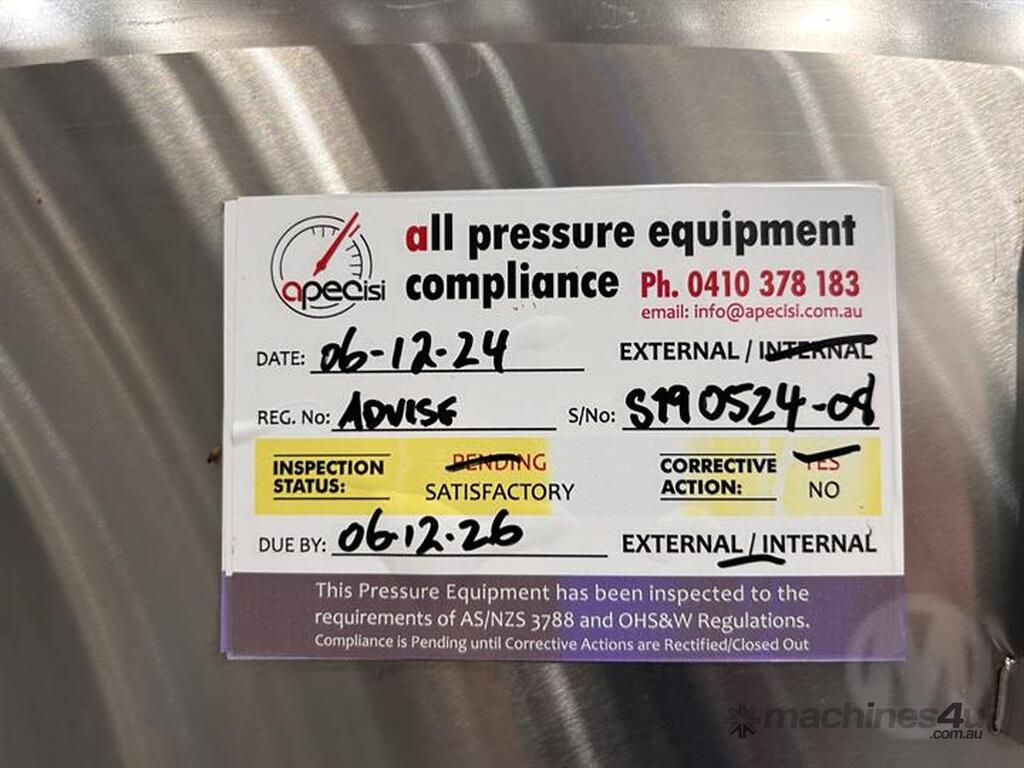 apecisi
all pressure equipment
compliance Ph. 0410 378 183
email: info@apecisi.com.au
DATE: 06-12-24 EXTERNAL / INTERNAL
REG. No: ADVISE S/No: S190524-08
INSPECTION STATUS: PENDING SATISFACTORY CORRECTIVE ACTION: YES NO
DUE BY: 06.12.26 EXTERNAL / INTERNAL
This Pressure Equipment has been inspected to the
requirements of AS/NZS 3788 and OHS&W Regulations.
Compliance is Pending until Corrective Actions are Rectified/Closed Out
machines4u
.com.au